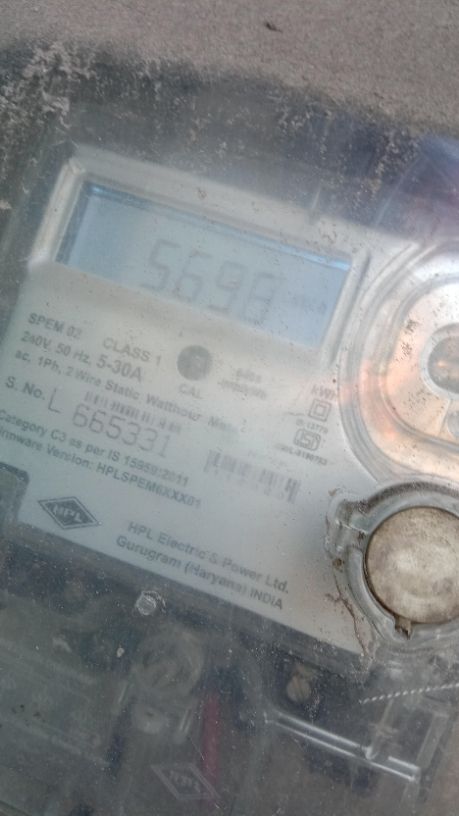 5698
SPEM 02 CLASS 1
240V, 50 Hz, 5-30A
CAL
kWh
ac, 1Ph, 2 Wire Static Watthour Meter
S. No. L 665331
Category C3 as per IS 15959:2011
Firmware Version: HPLSPEM6XXX01
HPL
HPL Electric & Power Ltd.
Gurugram (Haryana) INDIA
HPL